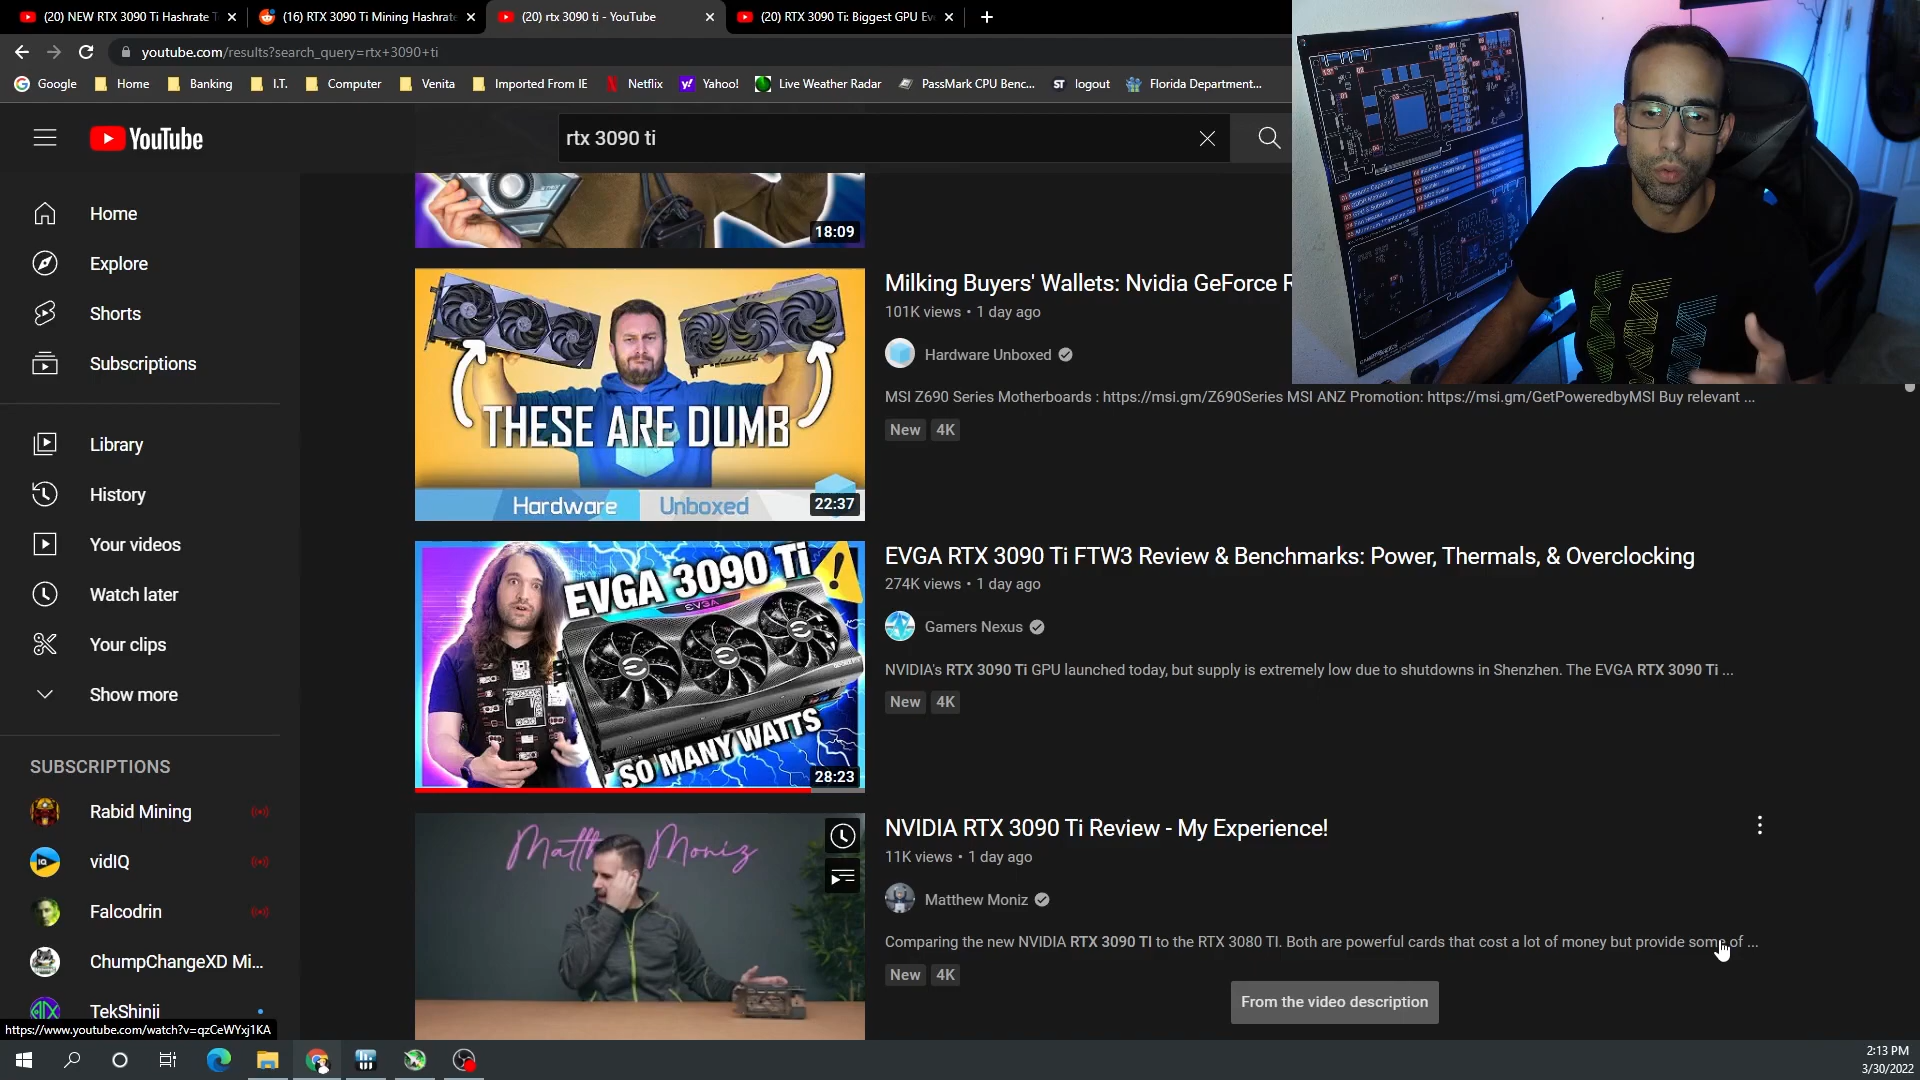 (20) NEW RTX 3090 Ti Hashrate T
(16) RTX 3090 Ti Mining Hashrate
(20) rtx 3090 ti - YouTube
(20) RTX 3090 Ti: Biggest GPU Ev
youtube.com/results?search_query=rtx+3090+ti
Google
Home
Banking
I.T.
Computer
Venita
Imported From IE
Netflix
Yahoo!
Live Weather Radar
PassMark CPU Benc...
ST logout
Florida Department...
YouTube
rtx 3090 ti
Home
Explore
Shorts
Subscriptions
Library
History
Your videos
Watch later
Your clips
Show more
SUBSCRIPTIONS
Rabid Mining
vidIQ
Falcodrin
ChumpChangeXD Mi...
TekShinji
https://www.youtube.com/watch?v=qzCeWYxj1KA
18:09
THESE ARE DUMB
Hardware Unboxed
22:37
Milking Buyers' Wallets: Nvidia GeForce R
101K views • 1 day ago
Hardware Unboxed
MSI Z690 Series Motherboards : https://msi.gm/Z690Series MSI ANZ Promotion: https://msi.gm/GetPoweredbyMSI Buy relevant ...
New 4K
EVGA 3090 Ti
EVGA
SO MANY WATTS
28:23
EVGA RTX 3090 Ti FTW3 Review & Benchmarks: Power, Thermals, & Overclocking
274K views • 1 day ago
Gamers Nexus
NVIDIA's RTX 3090 Ti GPU launched today, but supply is extremely low due to shutdowns in Shenzhen. The EVGA RTX 3090 Ti ...
New 4K
Matthew Moniz
NVIDIA RTX 3090 Ti Review - My Experience!
11K views • 1 day ago
Matthew Moniz
Comparing the new NVIDIA RTX 3090 TI to the RTX 3080 TI. Both are powerful cards that cost a lot of money but provide some of ...
New 4K
From the video description
2:13 PM
3/30/2022